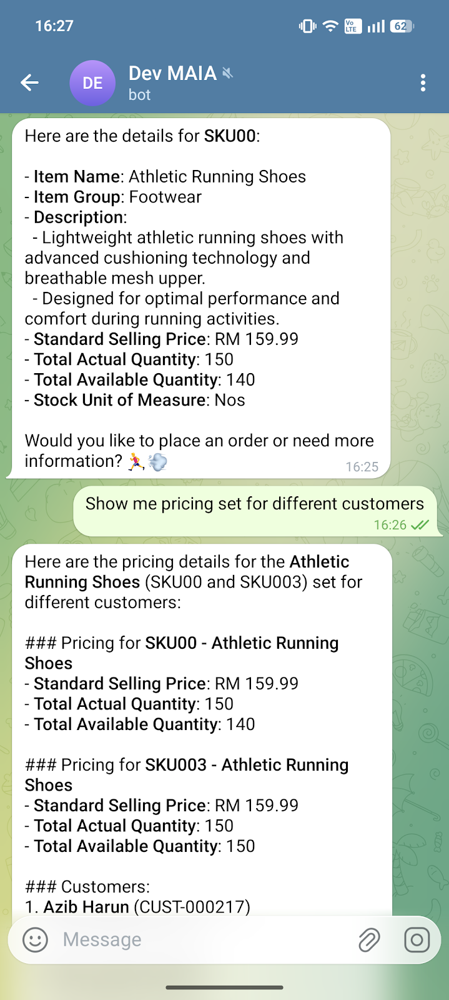 16:27
Vo LTE
62
DE
Dev MAIA
bot
Here are the details for SKU00:
- Item Name: Athletic Running Shoes
- Item Group: Footwear
- Description:
- Lightweight athletic running shoes with
advanced cushioning technology and
breathable mesh upper.
- Designed for optimal performance and
comfort during running activities.
- Standard Selling Price: RM 159.99
- Total Actual Quantity: 150
- Total Available Quantity: 140
- Stock Unit of Measure: Nos
Would you like to place an order or need more
information? 🏃💨
16:25
Show me pricing set for different customers
16:26
Here are the pricing details for the Athletic
Running Shoes (SKU00 and SKU003) set for
different customers:
### Pricing for SKU00 - Athletic Running
Shoes
- Standard Selling Price: RM 159.99
- Total Actual Quantity: 150
- Total Available Quantity: 140
### Pricing for SKU003 - Athletic Running
Shoes
- Standard Selling Price: RM 159.99
- Total Actual Quantity: 150
- Total Available Quantity: 150
### Customers:
1. Azib Harun (CUST-000217)
Message